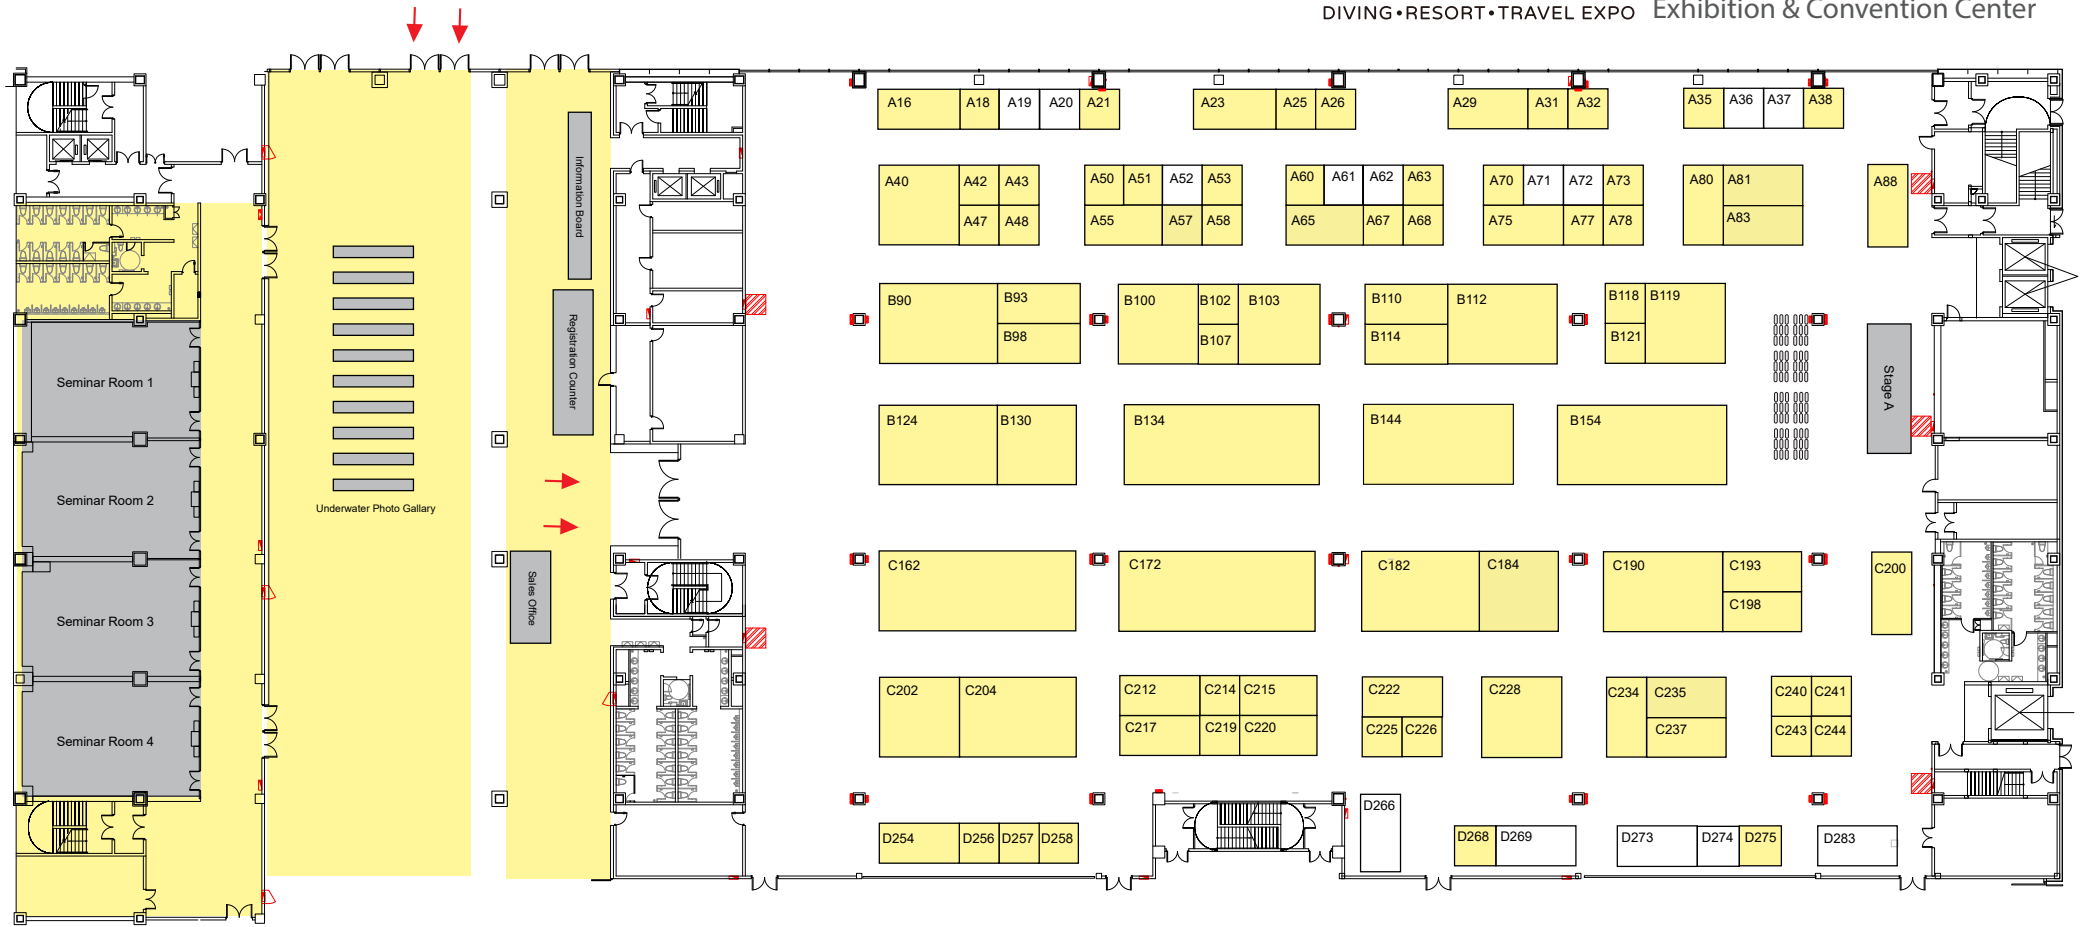 DIVING•RESORT•TRAVEL EXPO Exhibition & Convention Center
A16 A18 A19 A20 A21 A23 A25 A26 A29 A31 A32 A35 A36 A37 A38
A40 A42 A43 A50 A51 A52 A53 A60 A61 A62 A63 A70 A71 A72 A73 A80 A81 A88
A47 A48 A55 A57 A58 A65 A67 A68 A75 A77 A78 A83
Information Board
B90 B93 B100 B102 B103 B110 B112 B118 B119
B98 B107 B114 B121
Registration Counter
Seminar Room 1
Stage A
B124 B130 B134 B144 B154
Seminar Room 2
Underwater Photo Gallary
C162 C172 C182 C184 C190 C193 C200
C198
Sales Office
Seminar Room 3
C202 C204 C212 C214 C215 C222 C228 C234 C235 C240 C241
C217 C219 C220 C225 C226 C237 C243 C244
Seminar Room 4
D266
D254 D256 D257 D258 D268 D269 D273 D274 D275 D283